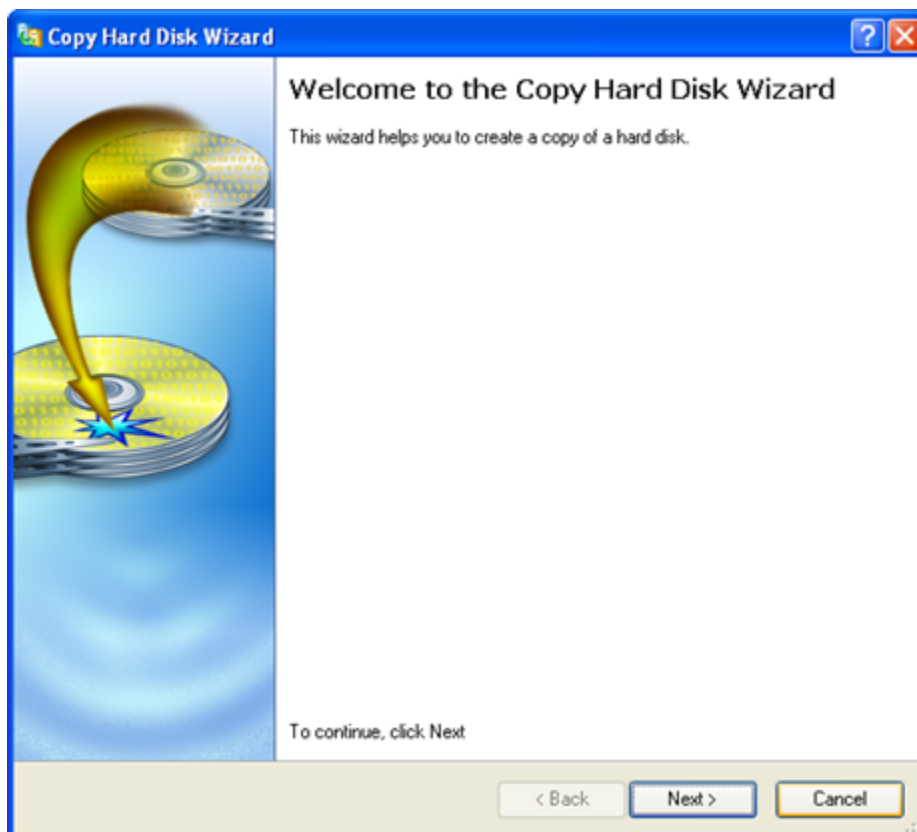 Copy Hard Disk Wizard
Welcome to the Copy Hard Disk Wizard
This wizard helps you to create a copy of a hard disk.
To continue, click Next
< Back Next > Cancel